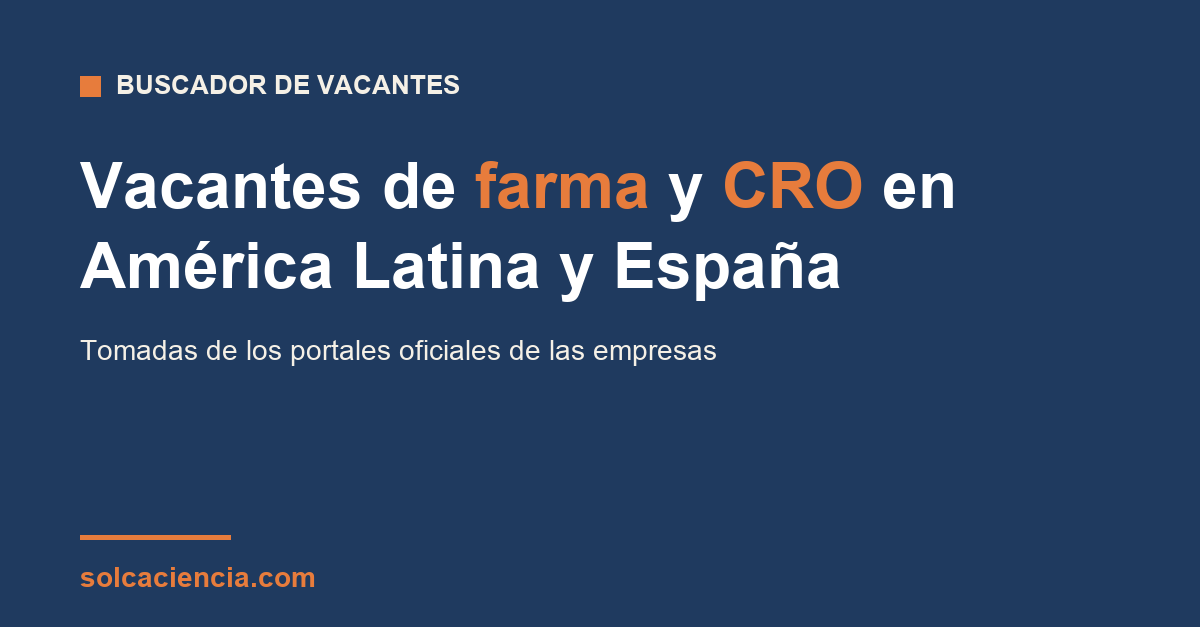 BUSCADOR DE VACANTES
Vacantes de farma y CRO en
América Latina y España
Tomadas de los portales oficiales de las empresas
solcaciencia.com